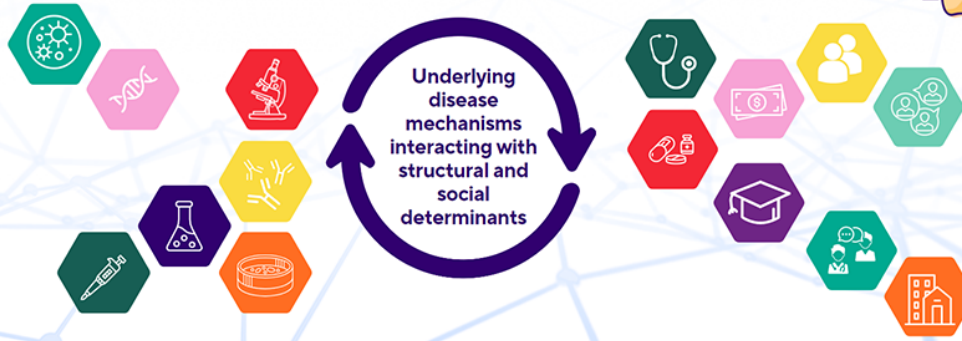 Underlying
disease
mechanisms
interacting with
structural and
social
determinants
$